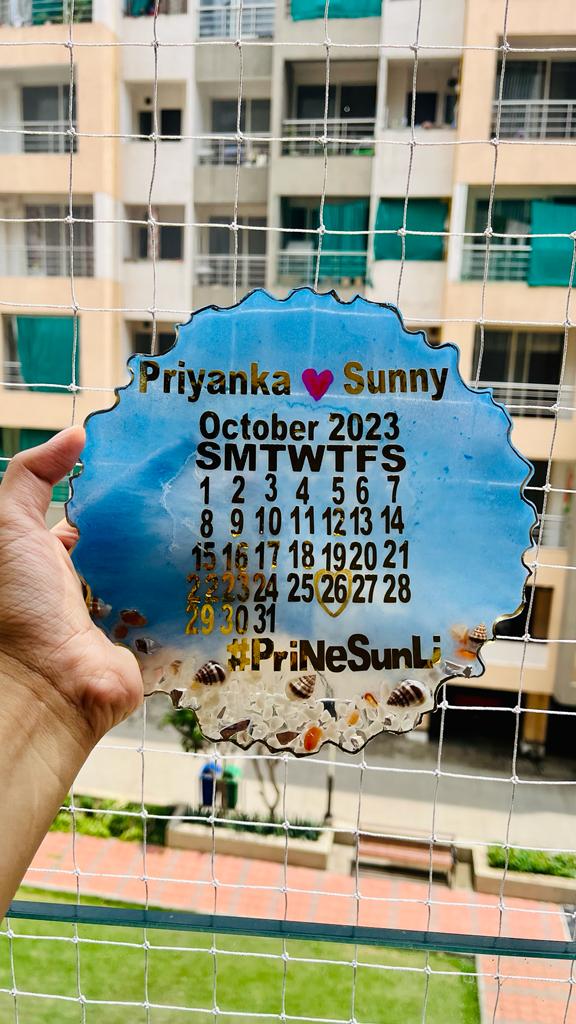 Priyanka ♥ Sunny
October 2023
S M T W T F S
1 2 3 4 5 6 7
8 9 10 11 12 13 14
15 16 17 18 19 20 21
22 23 24 25 26 27 28
29 30 31
#PriNeSunLi